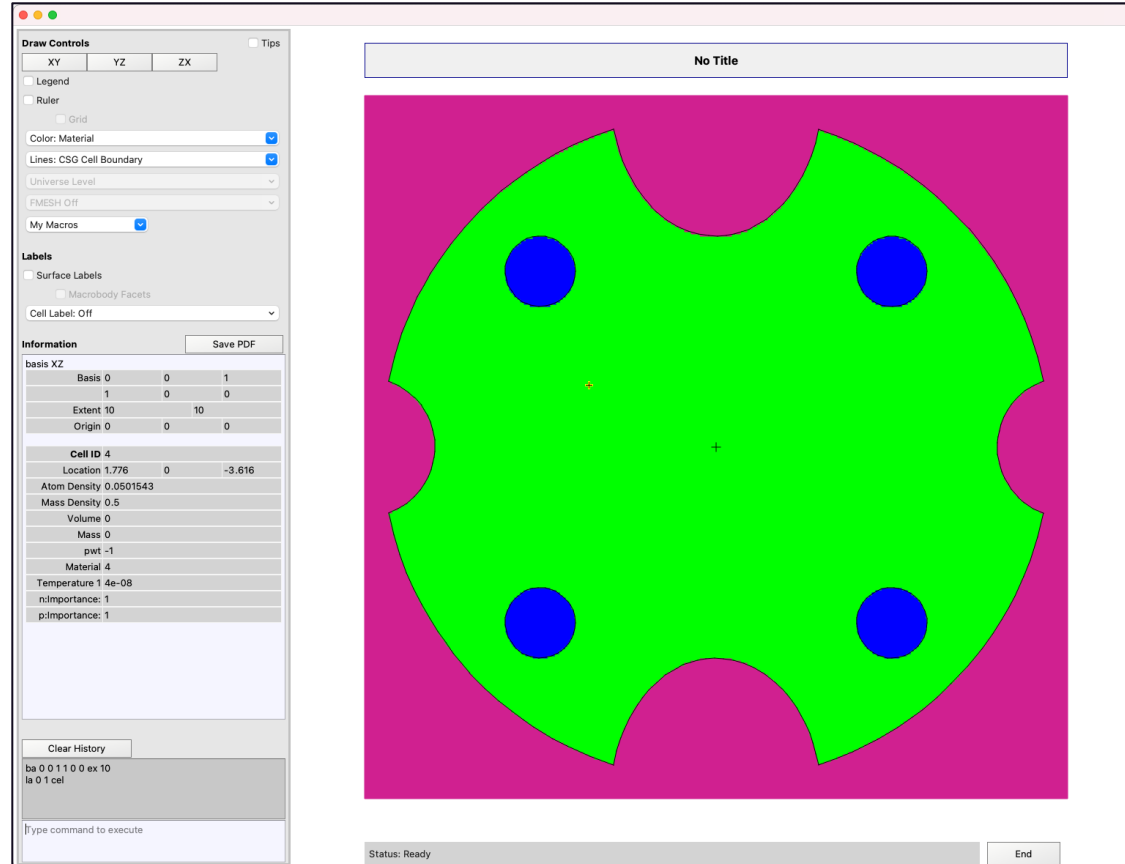 Draw Controls Tips
XY YZ ZX
Legend
Ruler
Grid
Color: Material
Lines: CSG Cell Boundary
Universe Level
FMESH Off
My Macros
Labels
Surface Labels
Macrobody Facets
Cell Label: Off
Information Save PDF
basis XZ
Basis 0 0 1
1 0 0
Extent 10 10
Origin 0 0 0
Cell ID 4
Location 1.776 0 -3.616
Atom Density 0.0501543
Mass Density 0.5
Volume 0
Mass 0
pwt -1
Material 4
Temperature 1 4e-08
n:Importance: 1
p:Importance: 1
Clear History
ba 0 0 1 1 0 0 ex 10
la 0 1 cel
Type command to execute
No Title
Status: Ready End